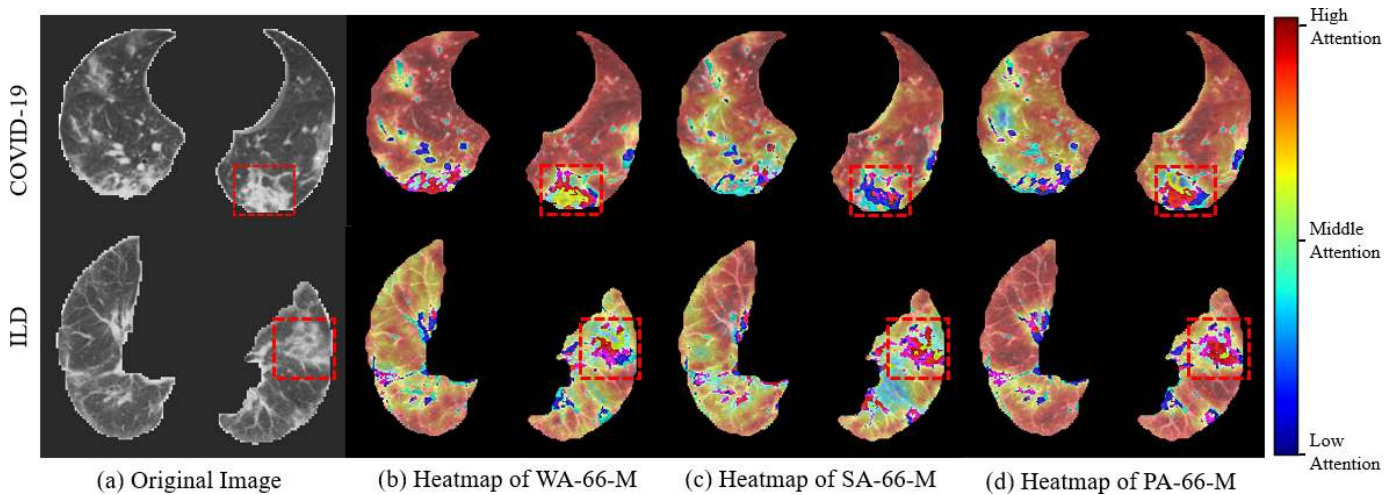 COVID-19
ILD
High
Attention
Middle
Attention
Low
Attention
(a) Original Image
(b) Heatmap of WA-66-M
(c) Heatmap of SA-66-M
(d) Heatmap of PA-66-M